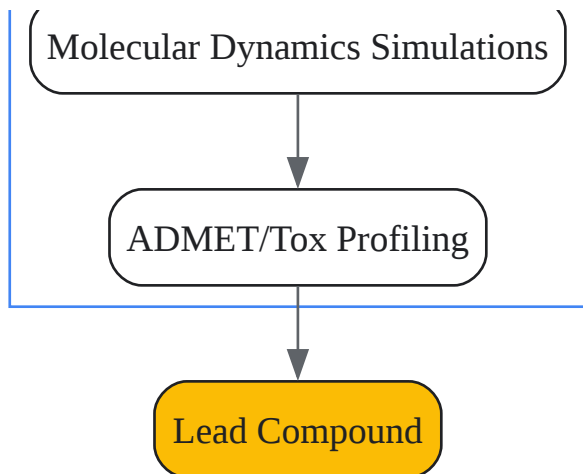 Molecular Dynamics Simulations
ADMET/Tox Profiling
Lead Compound